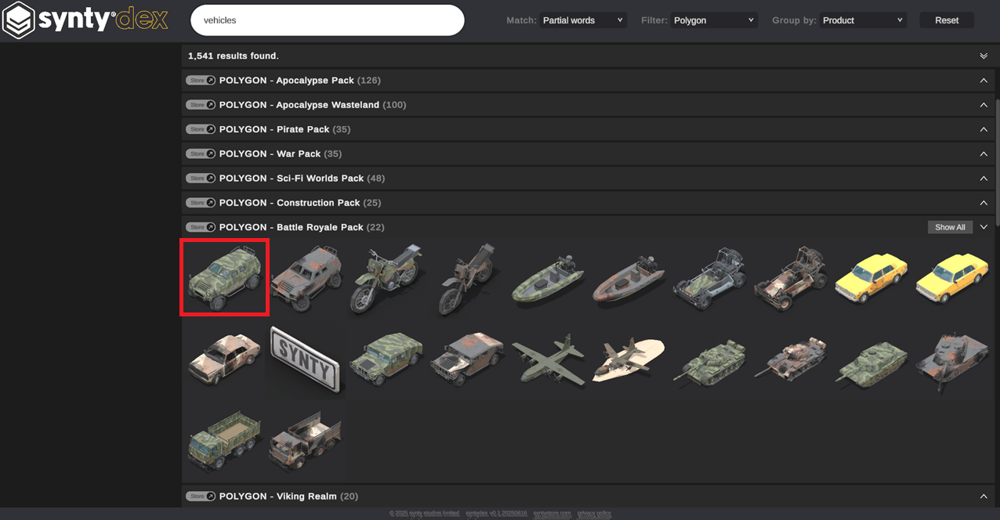 synty® dex
vehicles
Match: Partial words
Filter: Polygon
Group by: Product
Reset
1,541 results found.
Store POLYGON - Apocalypse Pack (126)
Store POLYGON - Apocalypse Wasteland (100)
Store POLYGON - Pirate Pack (35)
Store POLYGON - War Pack (35)
Store POLYGON - Sci-Fi Worlds Pack (48)
Store POLYGON - Construction Pack (25)
Store POLYGON - Battle Royale Pack (22)
Show All
SYNTY
Store POLYGON - Viking Realm (20)
© 2025 synty studios limited syntydex v0.1.20250616 syntystore.com privacy policy